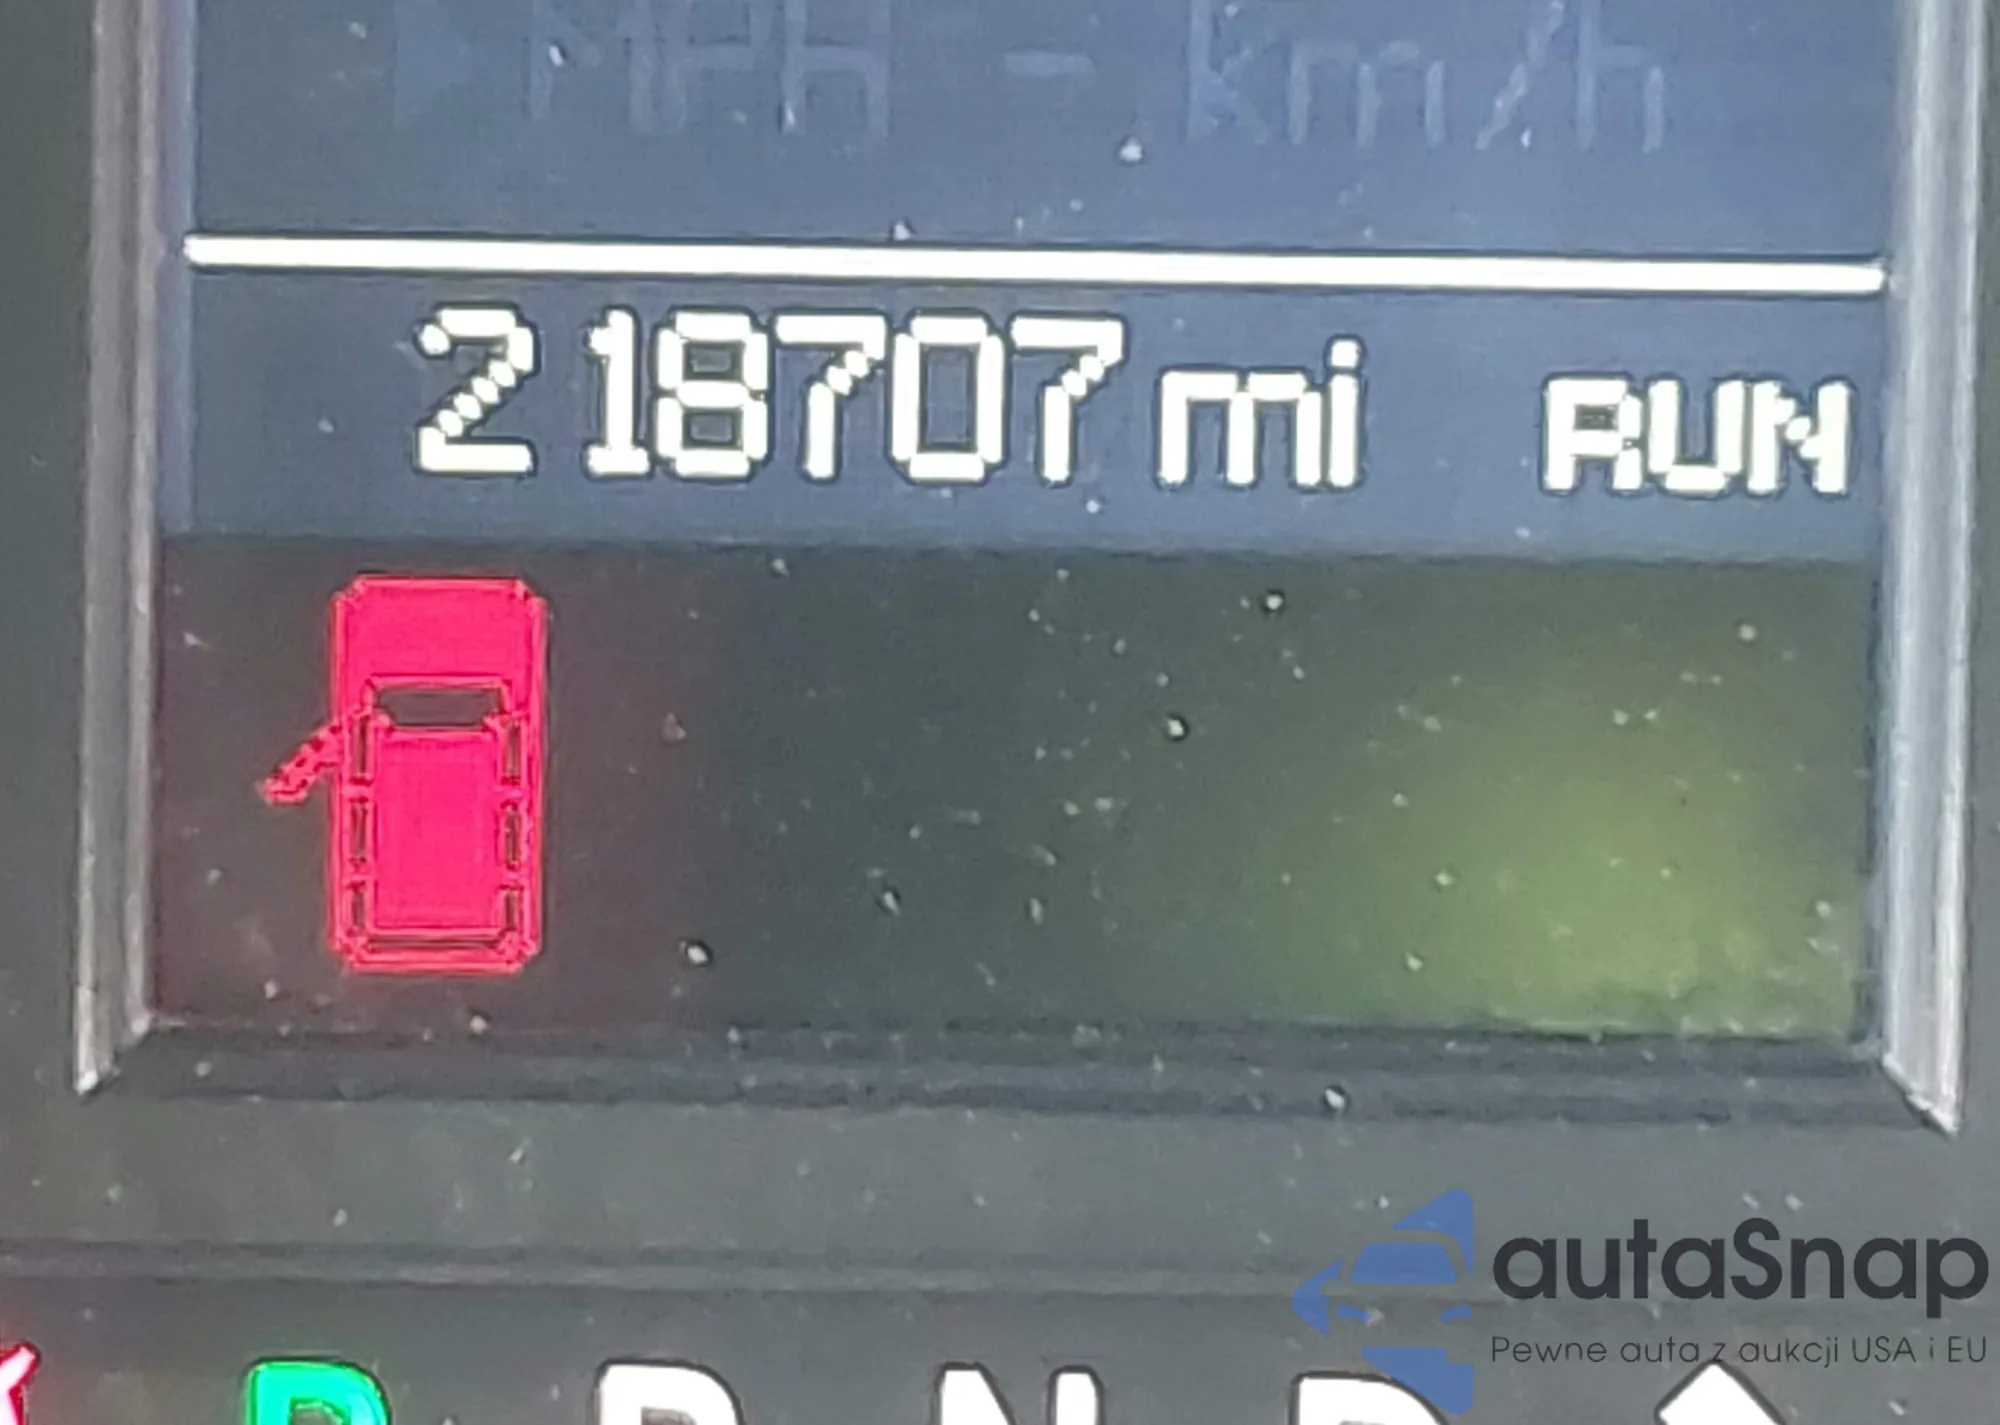 MPH - km/h
218707 mi RUN
P R N D
autaSnap
Pewne auta z aukcji USA i EU